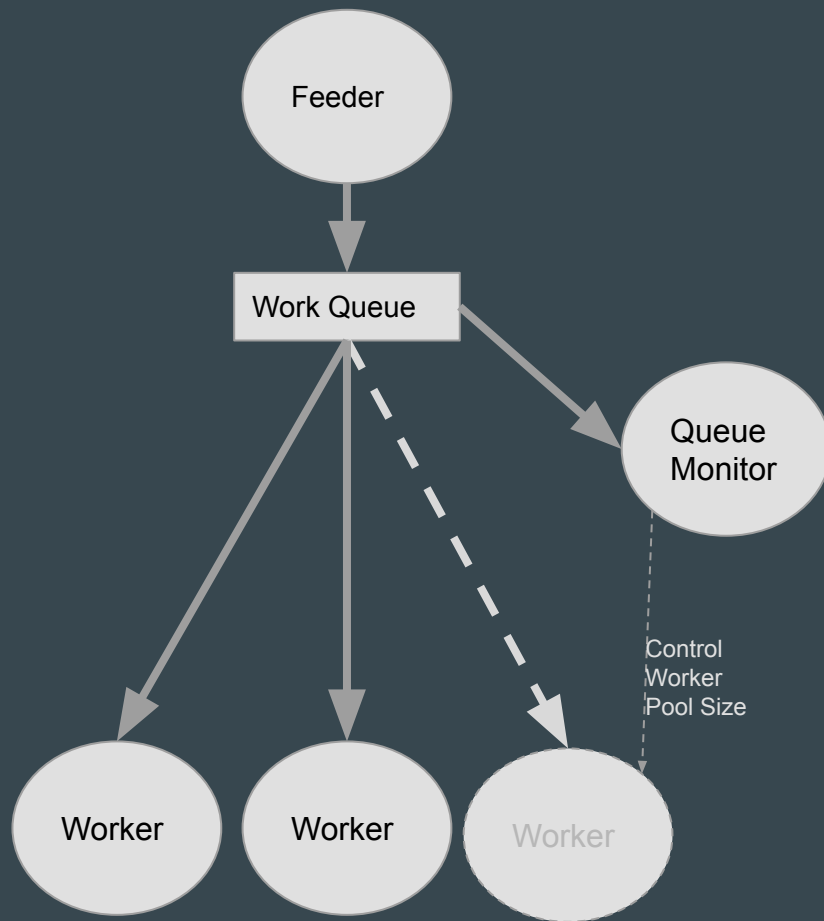 Feeder
Work Queue
Queue
Monitor
Control
Worker
Pool Size
Worker
Worker
Worker